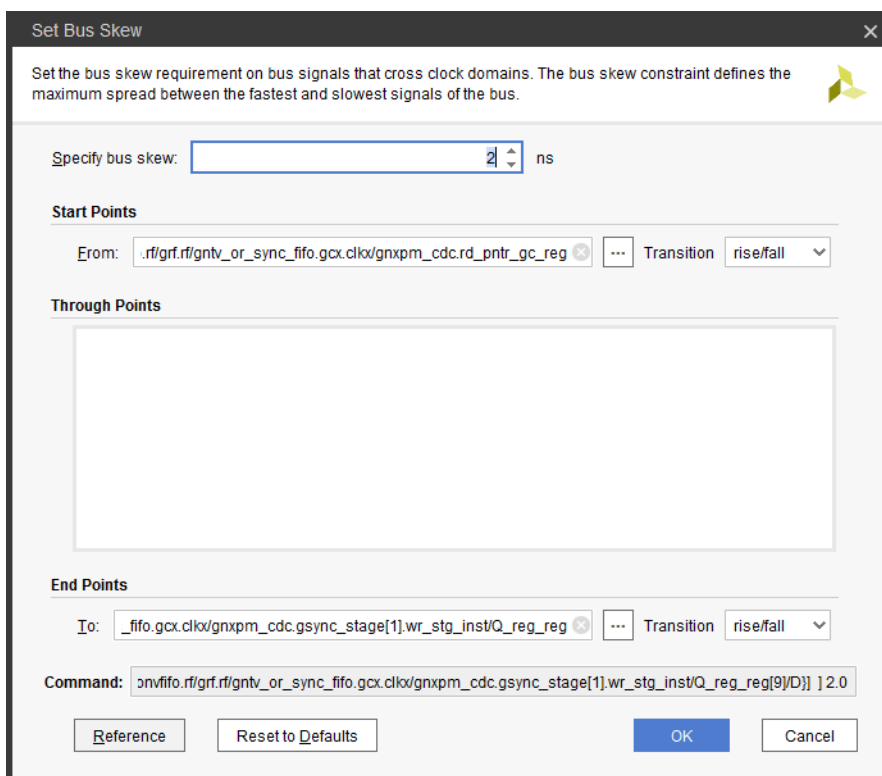 Set Bus Skew
Set the bus skew requirement on bus signals that cross clock domains. The bus skew constraint defines the
maximum spread between the fastest and slowest signals of the bus.
Specify bus skew: 2 ns
Start Points
From: .rf/grf.rf/gntv_or_sync_fifo.gcx.clkx/gnxpm_cdc.rd_pntr_gc_reg ... Transition rise/fall
Through Points
End Points
To: _fifo.gcx.clkx/gnxpm_cdc.gsync_stage[1].wr_stg_inst/Q_reg_reg ... Transition rise/fall
Command: onvfifo.rf/grf.rf/gntv_or_sync_fifo.gcx.clkx/gnxpm_cdc.gsync_stage[1].wr_stg_inst/Q_reg_reg[9]/D}] ] 2.0
Reference Reset to Defaults OK Cancel